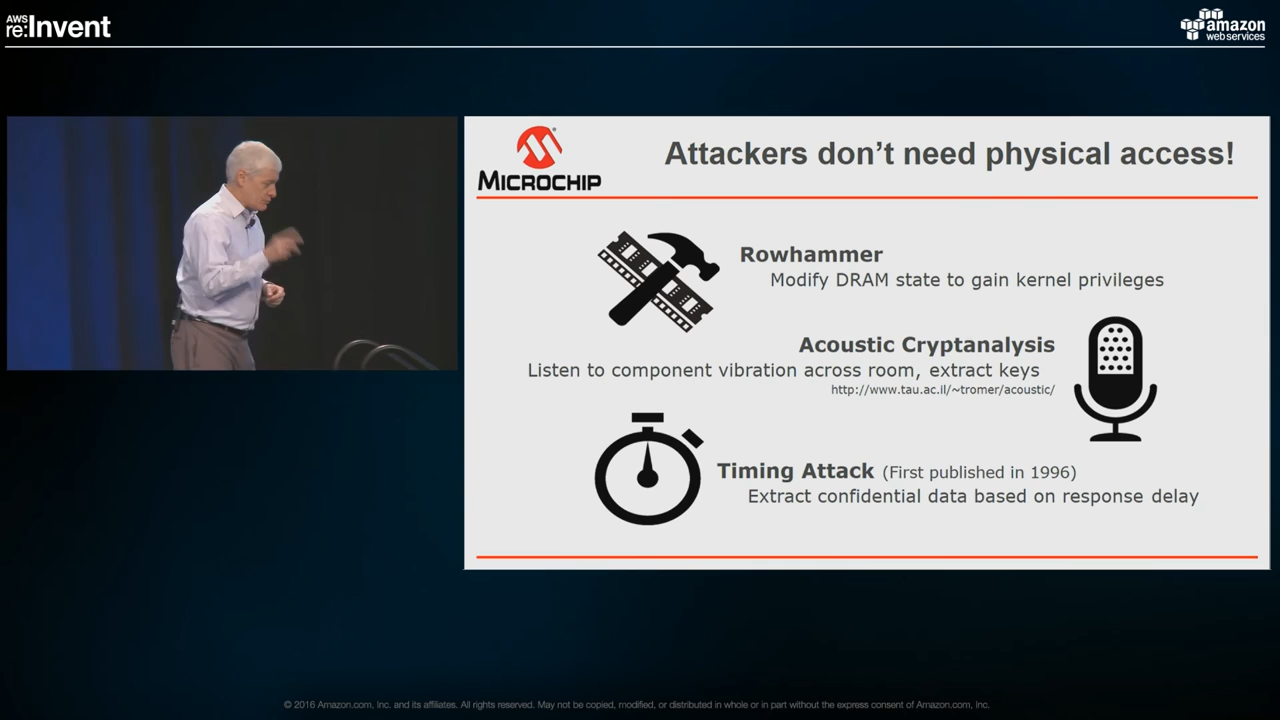 AWS
re:Invent
amazon
web services
MICROCHIP
Attackers don't need physical access!
Rowhammer
Modify DRAM state to gain kernel privileges
Acoustic Cryptanalysis
Listen to component vibration across room, extract keys
http://www.tau.ac.il/~tromer/acoustic/
Timing Attack (First published in 1996)
Extract confidential data based on response delay
© 2016 Amazon.com, Inc. and its affiliates. All rights reserved. May not be copied, modified, or distributed in whole or in part without the express consent of Amazon.com, Inc.